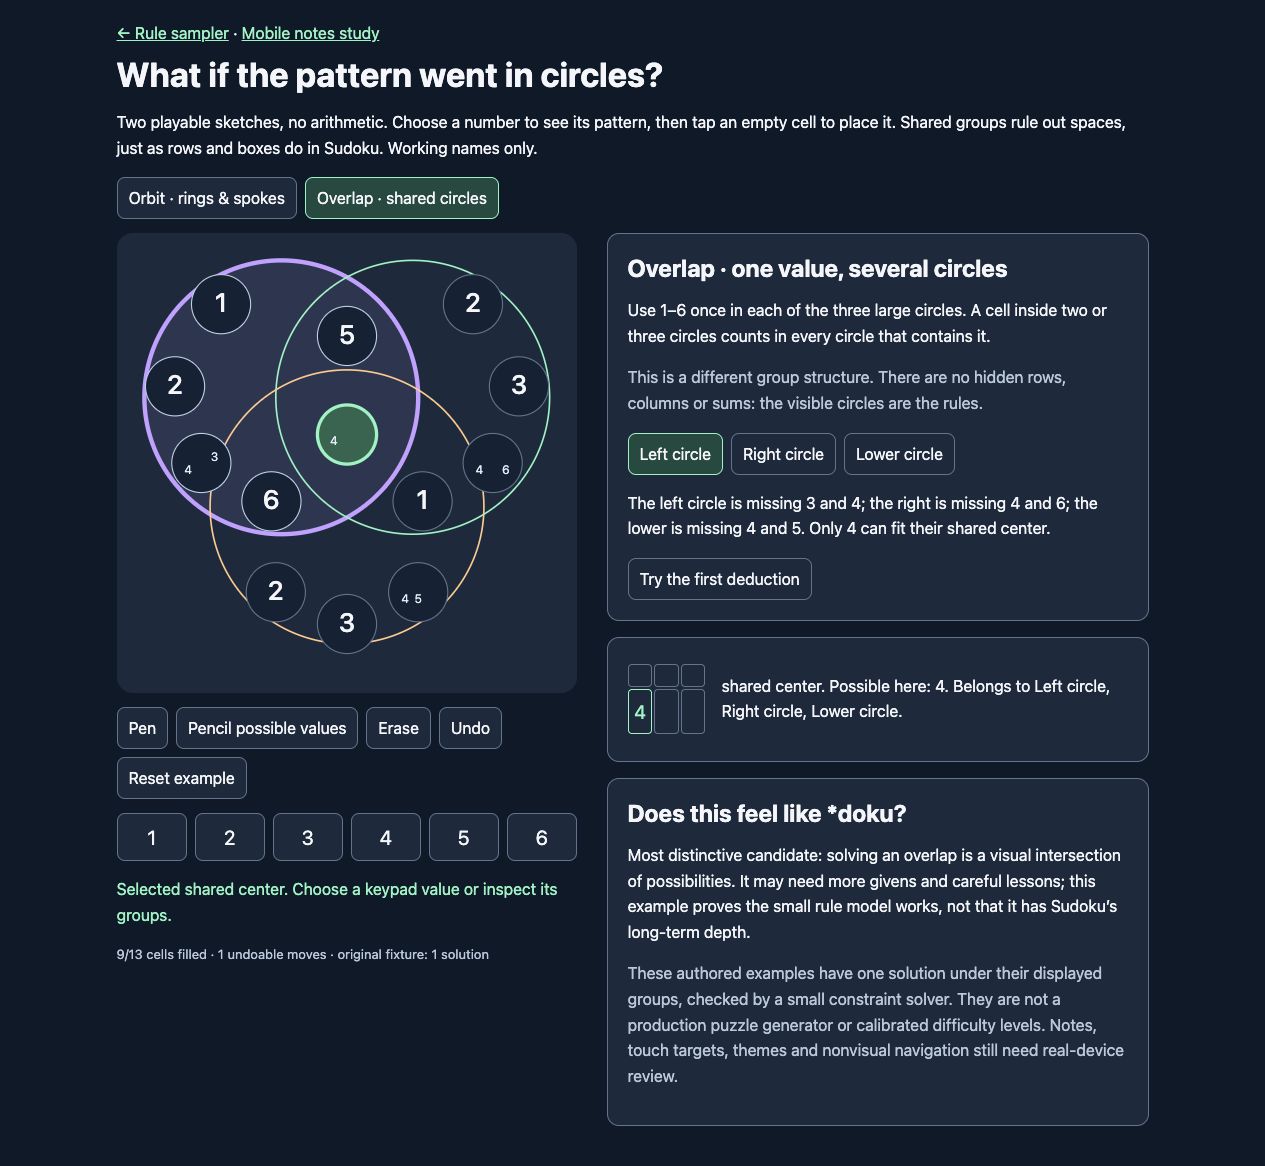 ← Rule sampler · Mobile notes study
What if the pattern went in circles?
Two playable sketches, no arithmetic. Choose a number to see its pattern, then tap an empty cell to place it. Shared groups rule out spaces,
just as rows and boxes do in Sudoku. Working names only.
Orbit · rings & spokes
Overlap · shared circles
1
2
5
2
3
4 3
4
4 6
6
1
2
4 5
3
Pen
Pencil possible values
Erase
Undo
Reset example
1 2 3 4 5 6
Selected shared center. Choose a keypad value or inspect its
groups.
9/13 cells filled · 1 undoable moves · original fixture: 1 solution
Overlap · one value, several circles
Use 1–6 once in each of the three large circles. A cell inside two or
three circles counts in every circle that contains it.
This is a different group structure. There are no hidden rows,
columns or sums: the visible circles are the rules.
Left circle
Right circle
Lower circle
The left circle is missing 3 and 4; the right is missing 4 and 6; the
lower is missing 4 and 5. Only 4 can fit their shared center.
Try the first deduction
4
shared center. Possible here: 4. Belongs to Left circle,
Right circle, Lower circle.
Does this feel like *doku?
Most distinctive candidate: solving an overlap is a visual intersection
of possibilities. It may need more givens and careful lessons; this
example proves the small rule model works, not that it has Sudoku’s
long-term depth.
These authored examples have one solution under their displayed
groups, checked by a small constraint solver. They are not a
production puzzle generator or calibrated difficulty levels. Notes,
touch targets, themes and nonvisual navigation still need real-device
review.